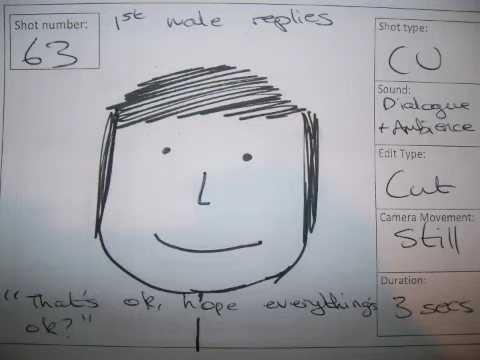 Shot number:
63
1st male replies
Shot type:
CU
Sound:
Dialogue
+ Ambience
Edit Type:
Cut
Camera Movement:
Still
Duration:
3 secs
"That's ok, hope everything's
ok?"